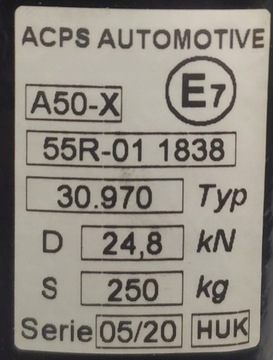 ACPS AUTOMOTIVE
A50-X E7
55R-01 1838
30.970 Typ
D 24,8 kN
S 250 kg
Serie 05/20 HUK